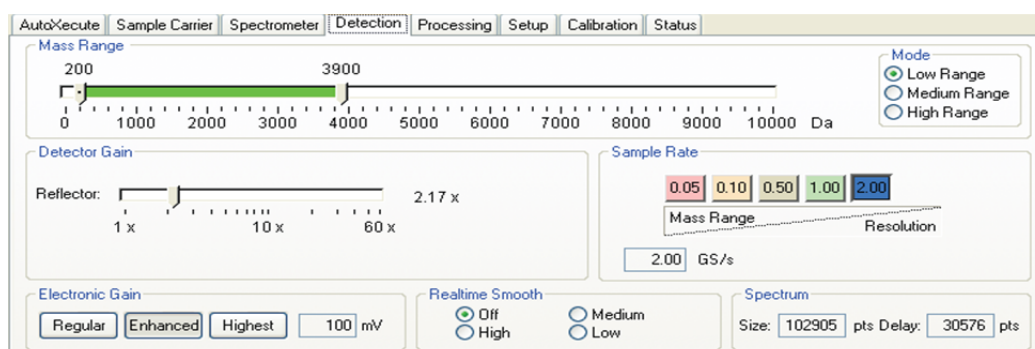 AutoXecute Sample Carrier Spectrometer Detection Processing Setup Calibration Status
Mass Range
200 3900
0 1000 2000 3000 4000 5000 6000 7000 8000 9000 10000 Da
Mode
Low Range
Medium Range
High Range
Detector Gain
Reflector: 2.17 x
1 x 10 x 60 x
Sample Rate
0.05 0.10 0.50 1.00 2.00
Mass Range
Resolution
2.00 GS/s
Electronic Gain
Regular Enhanced Highest 100 mV
Realtime Smooth
Off Medium
High Low
Spectrum
Size: 102905 pts Delay: 30576 pts